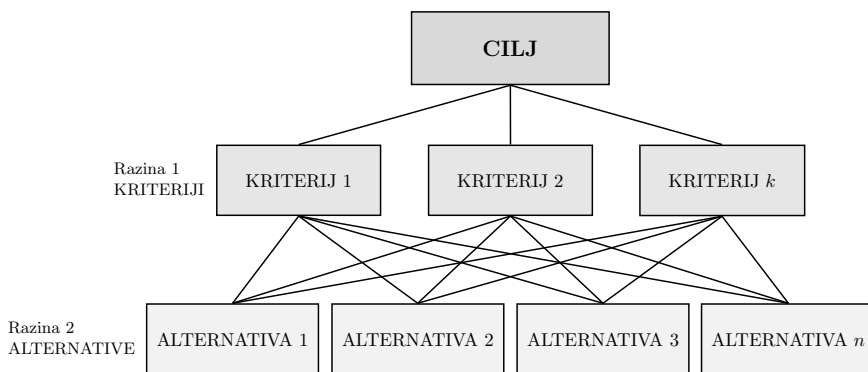 CILJ
Razina 1
KRITERIJI
KRITERIJ 1
KRITERIJ 2
KRITERIJ k
Razina 2
ALTERNATIVE
ALTERNATIVA 1
ALTERNATIVA 2
ALTERNATIVA 3
ALTERNATIVA n